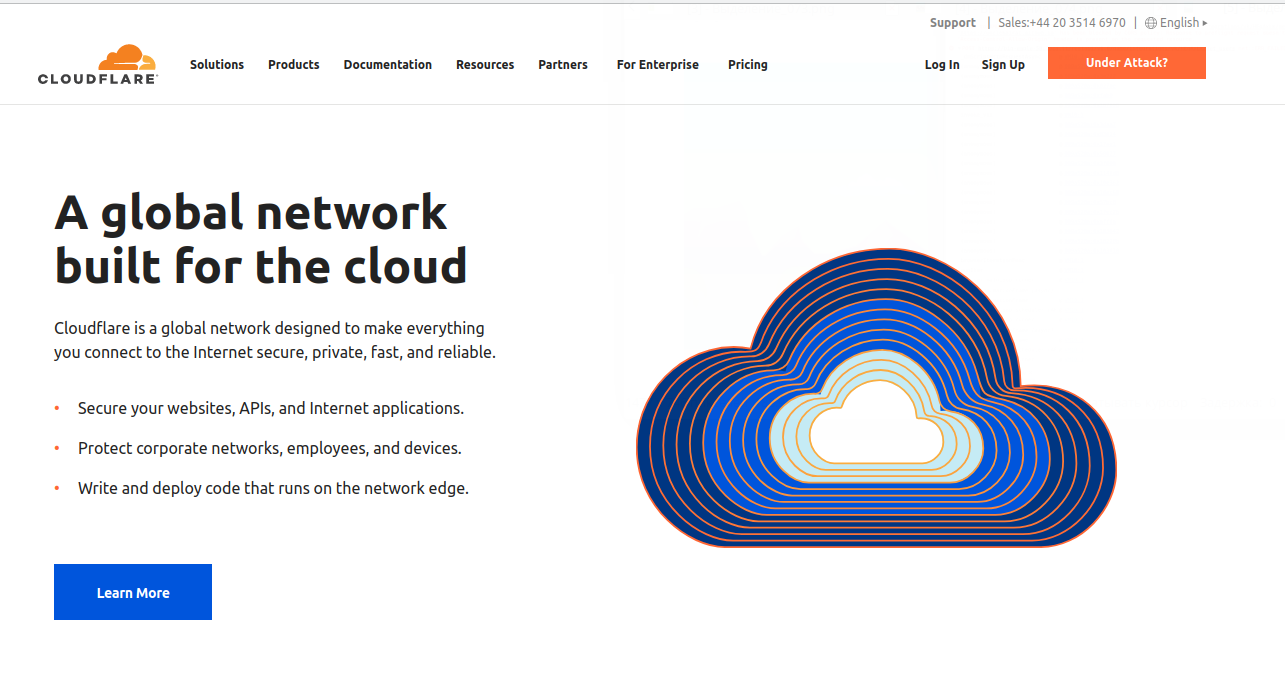 Support | Sales:+44 20 3514 6970 | English
CLOUDFLARE
Solutions Products Documentation Resources Partners For Enterprise Pricing Log In Sign Up Under Attack?
A global network
built for the cloud
Cloudflare is a global network designed to make everything
you connect to the Internet secure, private, fast, and reliable.
• Secure your websites, APIs, and Internet applications.
• Protect corporate networks, employees, and devices.
• Write and deploy code that runs on the network edge.
Learn More